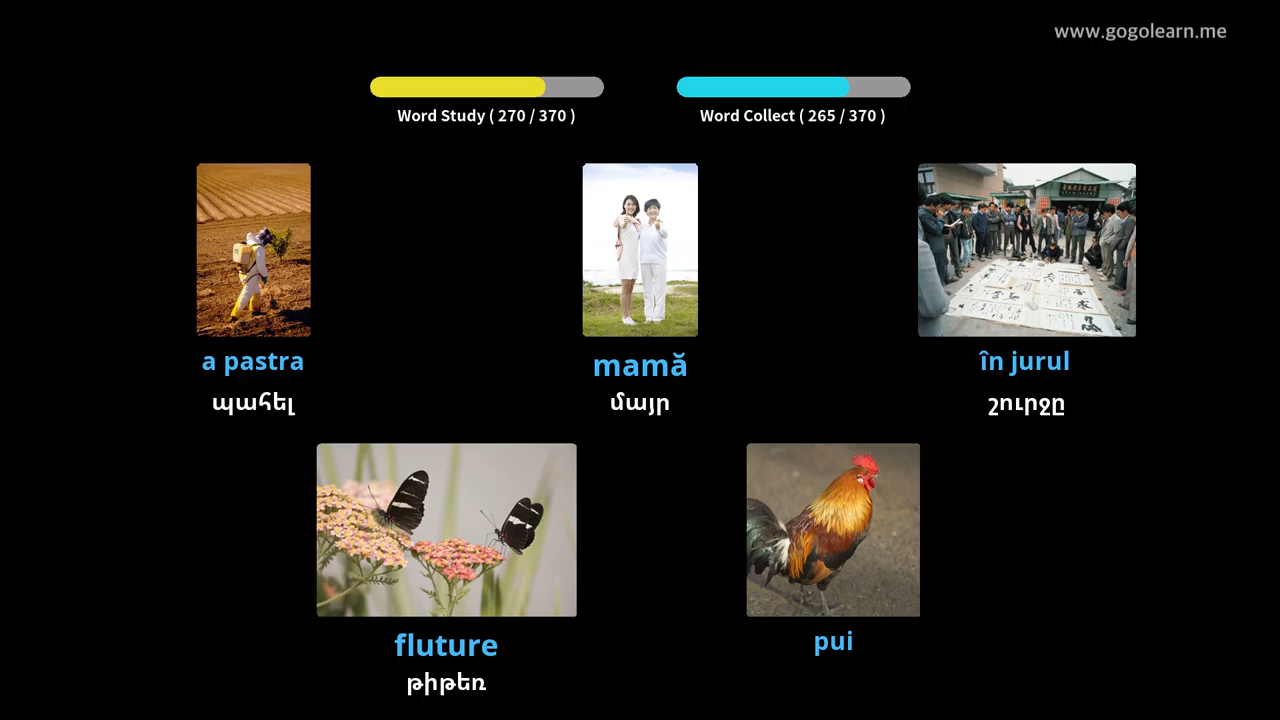 www.gogolearn.me
Word Study ( 270 / 370 )
Word Collect ( 265 / 370 )
a pastra
պահել
mamă
մայր
în jurul
շուրջը
fluture
թիթեռ
pui